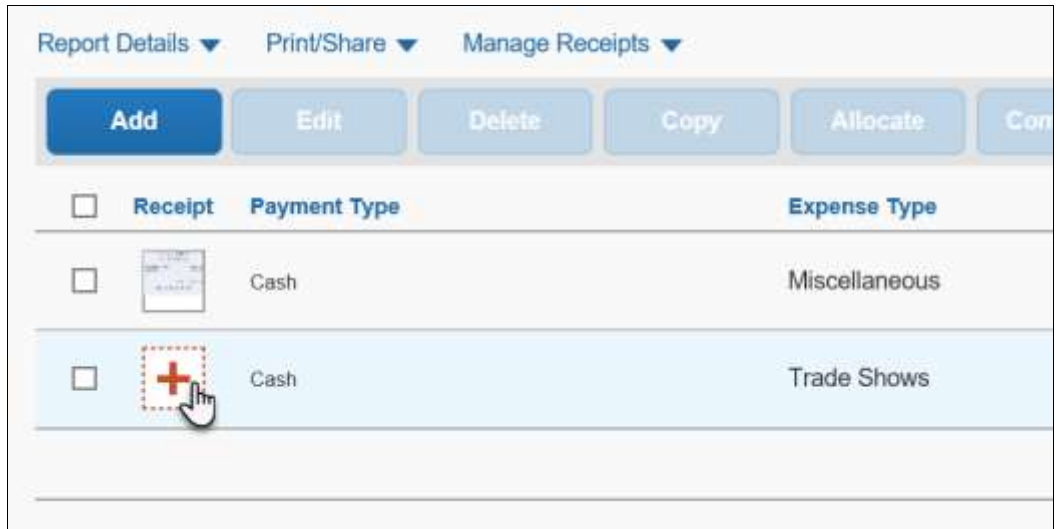 Report Details Print/Share Manage Receipts
Add Edit Delete Copy Allocate
Receipt Payment Type Expense Type
Cash Miscellaneous
Cash Trade Shows